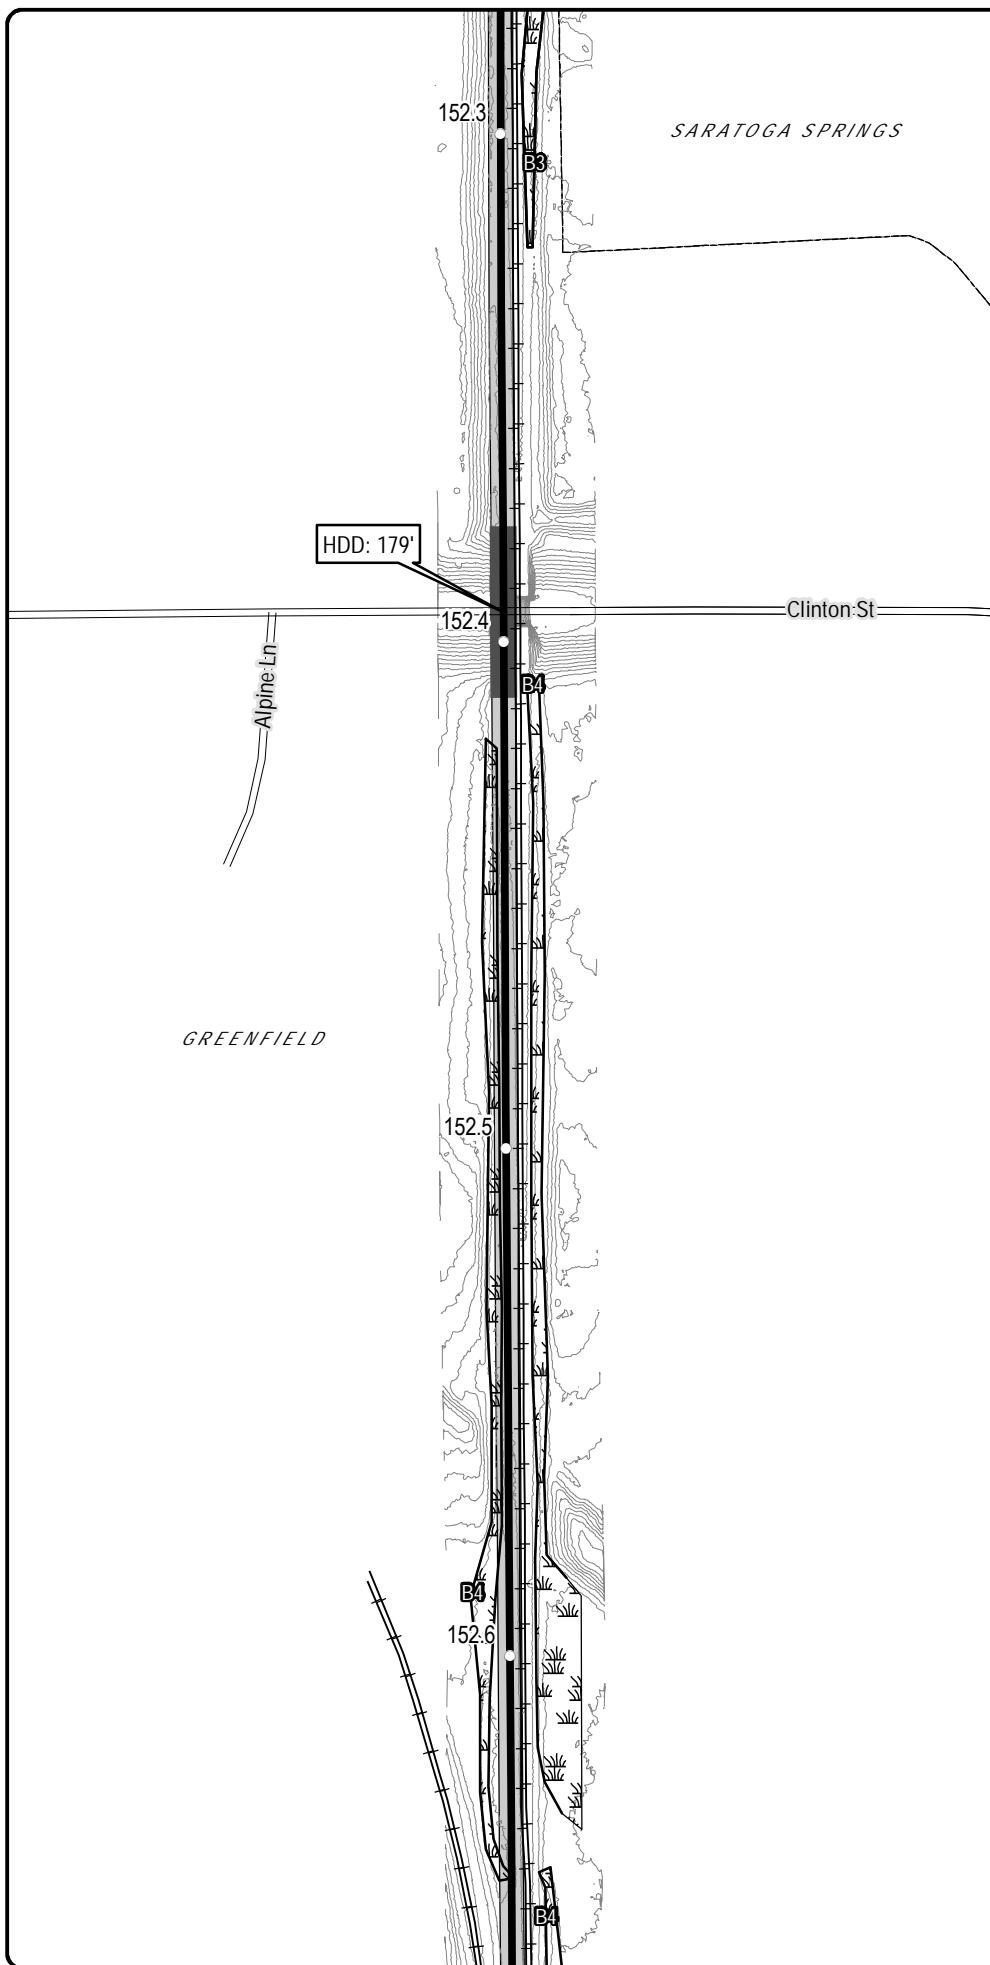 152.3
SARATOGA SPRINGS
B3
HDD: 179'
152.4
Clinton St
Alpine Ln
B4
GREENFIELD
152.5
B4
152.6
B4